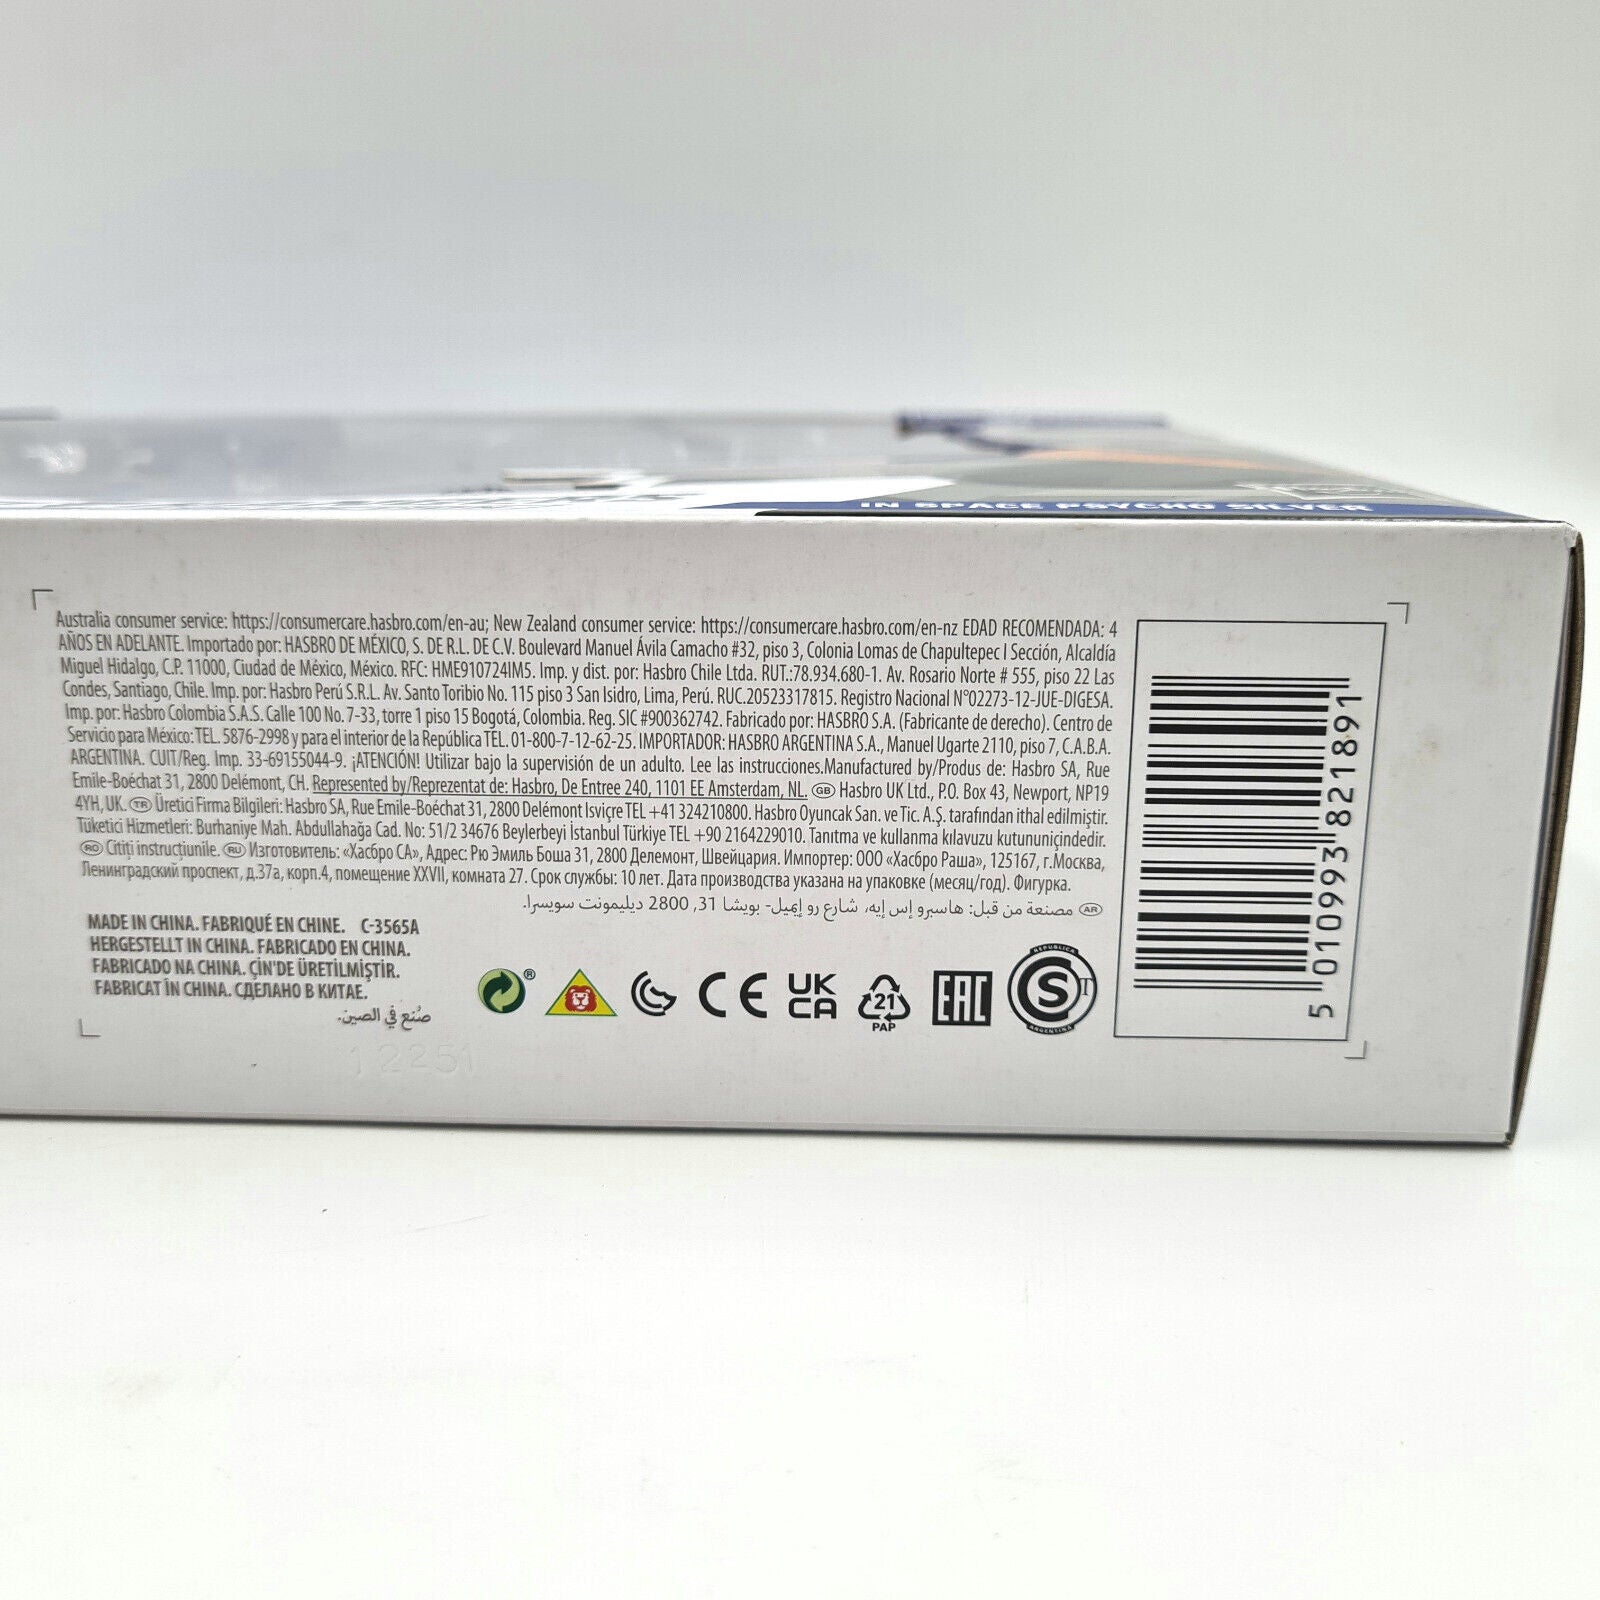 IN SPACE PSYCHO SILVER
Australia consumer service: https://consumercare.hasbro.com/en-au; New Zealand consumer service: https://consumercare.hasbro.com/en-nz EDAD RECOMENDADA: 4
AÑOS EN ADELANTE. Importado por: HASBRO DE MÉXICO, S. DE R.L. DE C.V. Boulevard Manuel Ávila Camacho #32, piso 3, Colonia Lomas de Chapultepec I Sección, Alcaldía
Miguel Hidalgo, C.P. 11000, Ciudad de México, México. RFC: HME910724IM5. Imp. y dist. por: Hasbro Chile Ltda. RUT.:78.934.680-1. Av. Rosario Norte # 555, piso 22 Las
Condes, Santiago, Chile. Imp. por: Hasbro Perú S.R.L. Av. Santo Toribio No. 115 piso 3 San Isidro, Lima, Perú. RUC.20523317815. Registro Nacional N°02273-12-JUE-DIGESA.
Imp. por: Hasbro Colombia S.A.S. Calle 100 No. 7-33, torre 1 piso 15 Bogotá, Colombia. Reg. SIC #900362742. Fabricado por: HASBRO S.A. (Fabricante de derecho). Centro de
Servicio para México: TEL. 5876-2998 y para el interior de la República TEL. 01-800-7-12-62-25. IMPORTADOR: HASBRO ARGENTINA S.A., Manuel Ugarte 2110, piso 7, C.A.B.A.
ARGENTINA. CUIT/Reg. Imp. 33-69155044-9. ¡ATENCIÓN! Utilizar bajo la supervisión de un adulto. Lee las instrucciones.Manufactured by/Produs de: Hasbro SA, Rue
Emile-Boéchat 31, 2800 Delémont, CH. Represented by/Reprezentat de: Hasbro, De Entree 240, 1101 EE Amsterdam, NL. GB Hasbro UK Ltd., P.O. Box 43, Newport, NP19
4YH, UK. TR Üretici Firma Bilgileri: Hasbro SA, Rue Emile-Boéchat 31, 2800 Delémont İsviçre TEL +41 324210800. Hasbro Oyuncak San. ve Tic. A.Ş. tarafından ithal edilmiştir.
Tüketici Hizmetleri: Burhaniye Mah. Abdullahağa Cad. No: 51/2 34676 Beylerbeyi İstanbul Türkiye TEL +90 2164229010. Tanıtma ve kullanma kılavuzu kutununiçindedir.
RO Citiți instrucțiunile. RU Изготовитель: «Хасбро СА», Адрес: Рю Эмиль Боша 31, 2800 Делемонт, Швейцария. Импортер: ООО «Хасбро Раша», 125167, г.Москва,
Ленинградский проспект, д.37а, корп.4, помещение XXVII, комната 27. Срок службы: 10 лет. Дата производства указана на упаковке (месяц/год). Фигурка.
AR مصنعة من قبل: هاسبرو إس إيه، شارع رو إيميل- بويشا 31, 2800 ديليمونت سويسرا.
MADE IN CHINA. FABRIQUÉ EN CHINE. C-3565A
HERGESTELLT IN CHINA. FABRICADO EN CHINA.
FABRICADO NA CHINA. ÇİN'DE ÜRETİLMİŞTİR.
FABRICAT ÎN CHINA. СДЕЛАНО В КИТАЕ.
صُنع في الصين.
®
CE
UK
CA
21
PAP
EAC
REPUBLICA
S T
ARGENTINA
5 010993 821891
12251